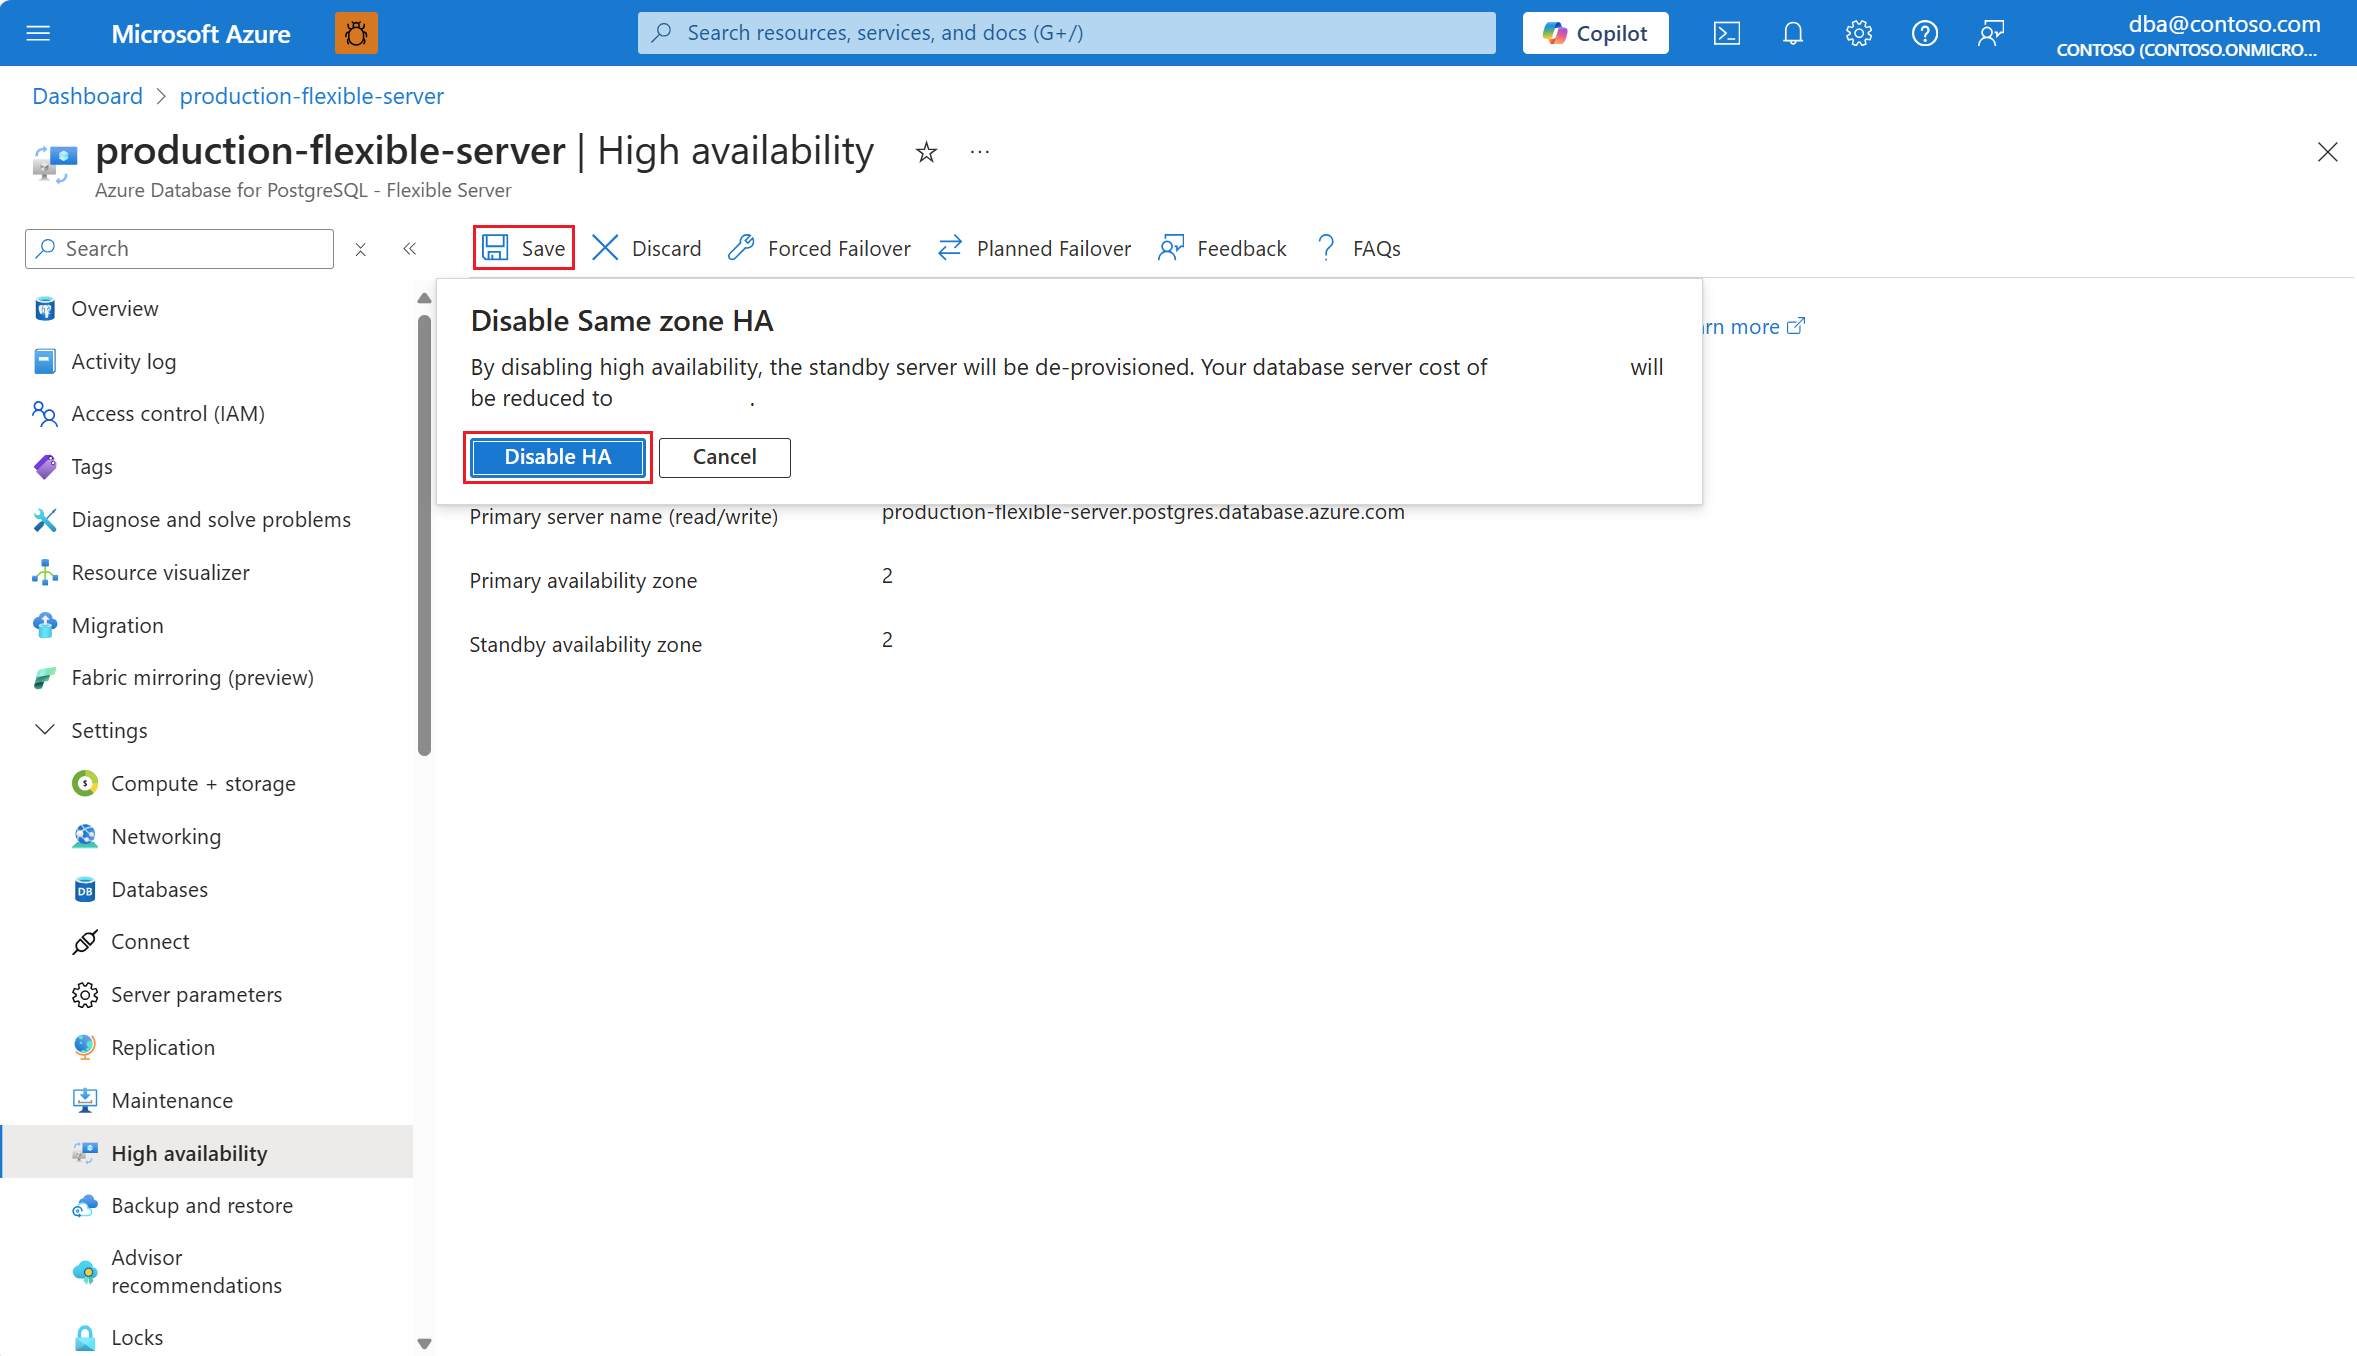 Microsoft Azure
Search resources, services, and docs (G+/)
Copilot
dba@contoso.com
CONTOSO (CONTOSO.ONMICRO...
Dashboard > production-flexible-server
production-flexible-server | High availability
Azure Database for PostgreSQL - Flexible Server
Search
Save
Discard
Forced Failover
Planned Failover
Feedback
FAQs
Overview
Activity log
Access control (IAM)
Tags
Diagnose and solve problems
Resource visualizer
Migration
Fabric mirroring (preview)
Settings
Compute + storage
Networking
Databases
Connect
Server parameters
Replication
Maintenance
High availability
Backup and restore
Advisor
recommendations
Locks
Disable Same zone HA
By disabling high availability, the standby server will be de-provisioned. Your database server cost of will
be reduced to .
Disable HA
Cancel
rn more
Primary server name (read/write)
production-flexible-server.postgres.database.azure.com
Primary availability zone
2
Standby availability zone
2